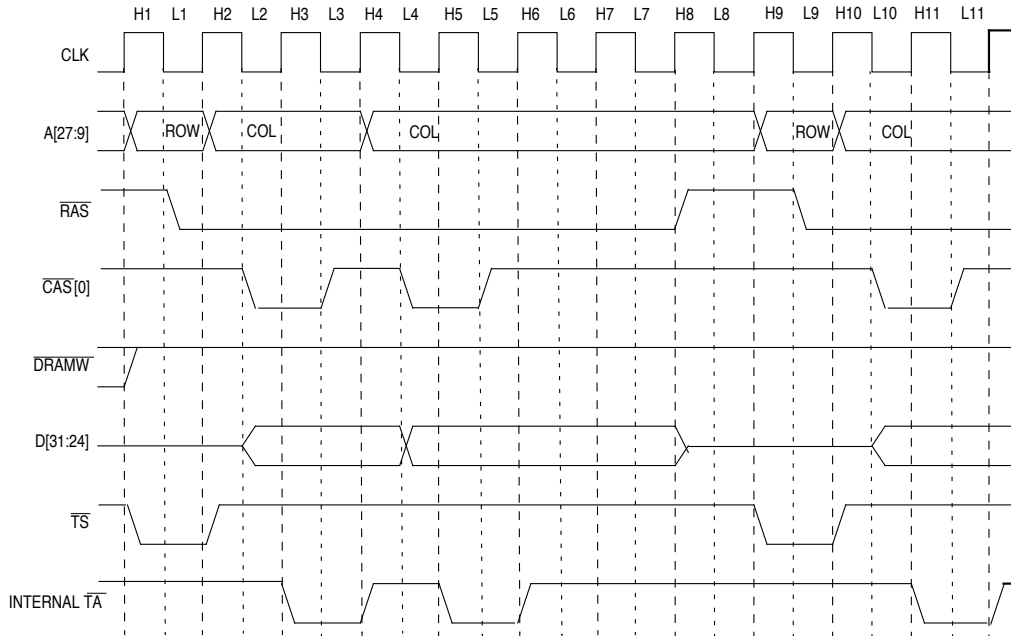 H1 L1 H2 L2 H3 L3 H4 L4 H5 L5 H6 L6 H7 L7 H8 L8 H9 L9 H10 L10 H11 L11
CLK
A[27:9] ROW COL COL ROW COL
RAS
CAS[0]
DRAMW
D[31:24]
TS
INTERNAL TA